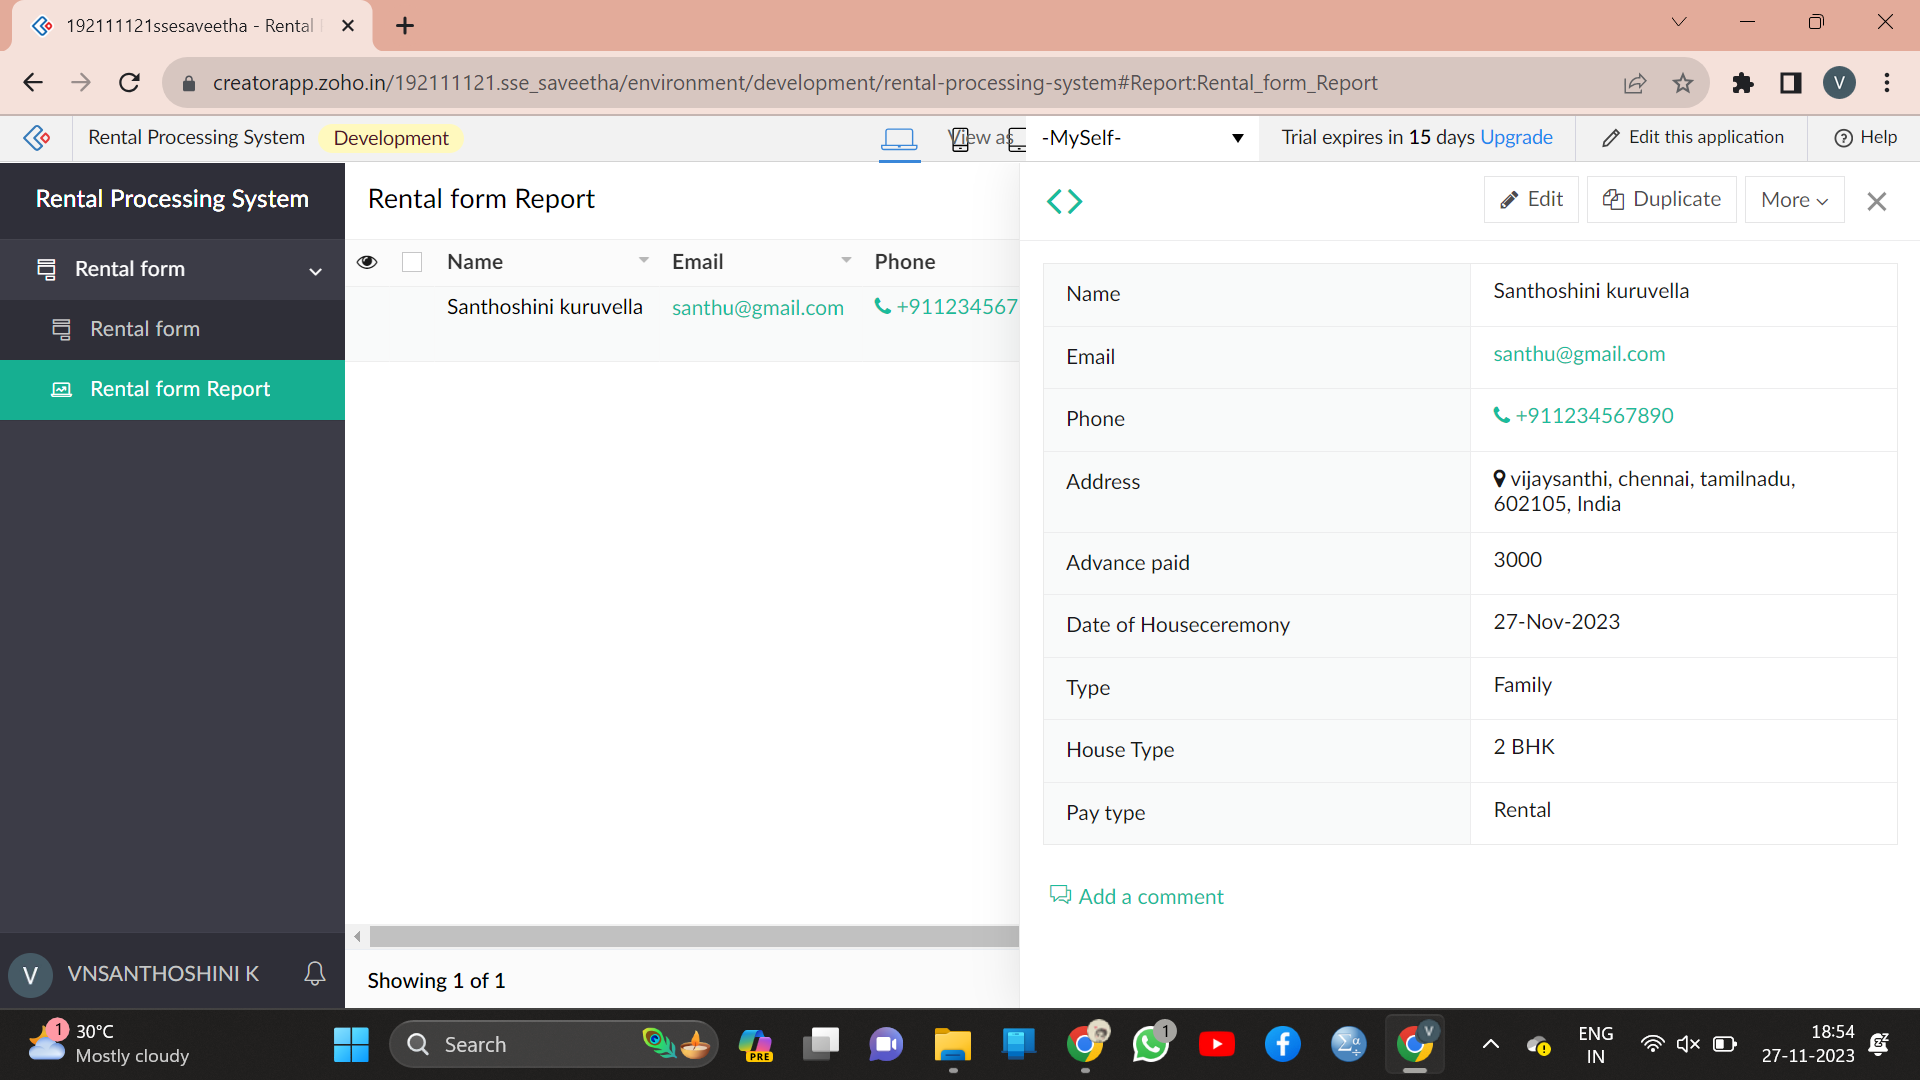 192111121ssesaveetha - Rental
creatorapp.zoho.in/192111121.sse_saveetha/environment/development/rental-processing-system#Report:Rental_form_Report
V
Rental Processing System Development View as -MySelf- Trial expires in 15 days Upgrade Edit this application Help
Rental Processing System
Rental form
Rental form
Rental form Report
VNSANTHOSHINI K
V
Rental form Report
Name Email Phone
Santhoshini kuruvella santhu@gmail.com +911234567
Showing 1 of 1
Edit Duplicate More
Name Santhoshini kuruvella
Email santhu@gmail.com
Phone +911234567890
Address vijaysanthi, chennai, tamilnadu,
602105, India
Advance paid 3000
Date of Houseceremony 27-Nov-2023
Type Family
House Type 2 BHK
Pay type Rental
Add a comment
1
30°C
Mostly cloudy
Search
PRE
1
V
ENG
IN
18:54
27-11-2023